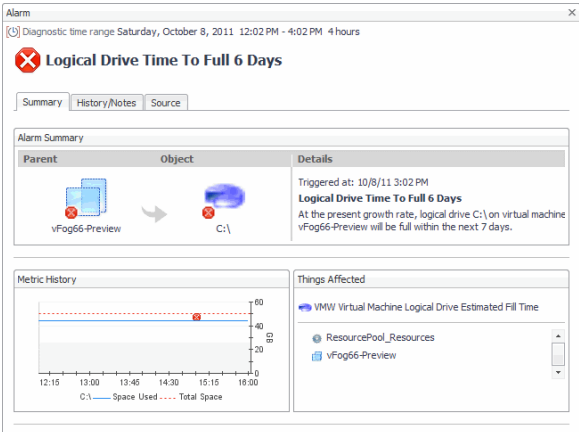 Alarm
Diagnostic time range Saturday, October 8, 2011 12:02 PM - 4:02 PM 4 hours
Logical Drive Time To Full 6 Days
Summary History/Notes Source
Alarm Summary
Parent Object Details
Triggered at: 10/8/11 3:02 PM
Logical Drive Time To Full 6 Days
At the present growth rate, logical drive C:\ on virtual machine
vFog66-Preview will be full within the next 7 days.
vFog66-Preview C:\
Metric History
60
40
20
0
GB
12:15 13:00 13:45 14:30 15:15 16:00
C:\ Space Used Total Space
Things Affected
VMW Virtual Machine Logical Drive Estimated Fill Time
ResourcePool_Resources
vFog66-Preview